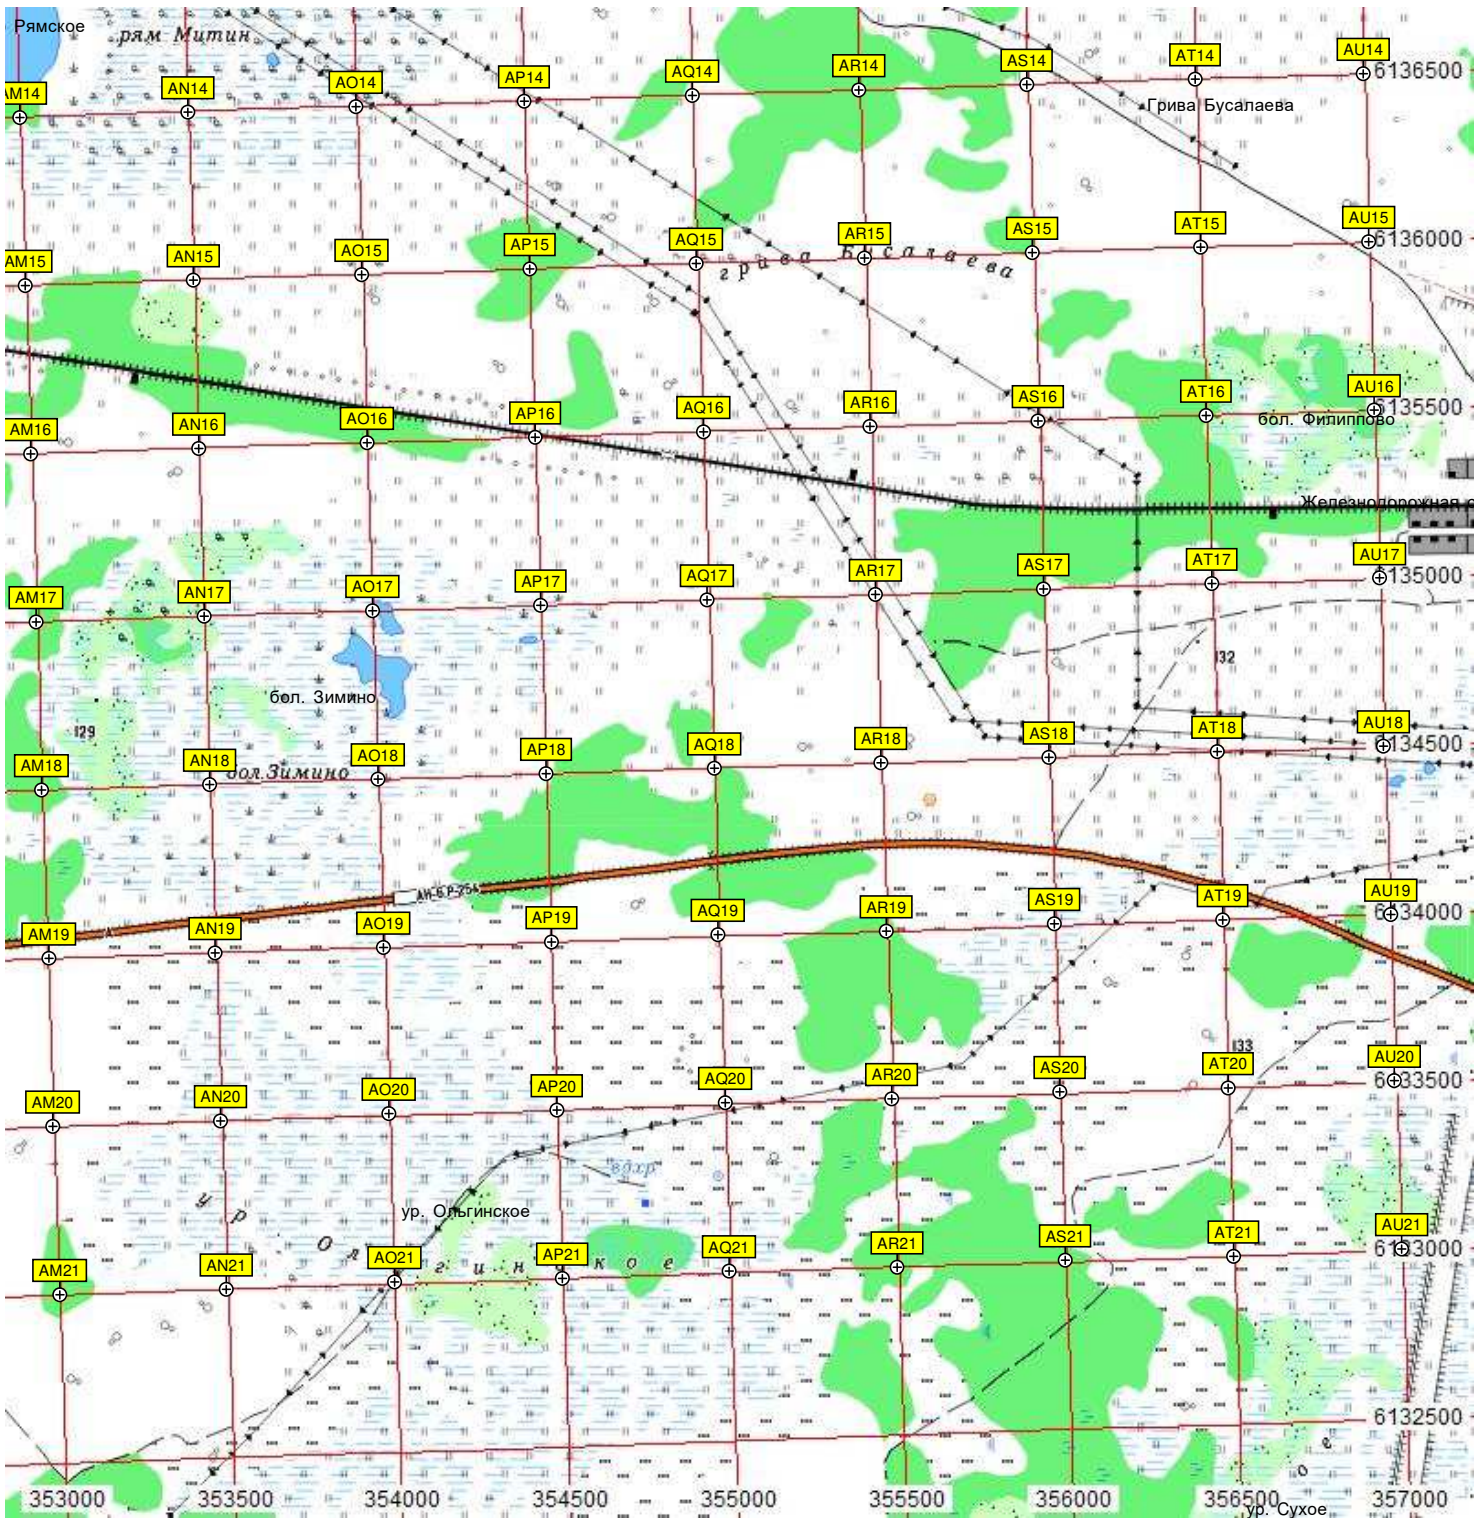 Рямское
рям Митин
AM14 AN14 AO14 AP14 AQ14 AR14 AS14 AT14 AU14
6136500
Грива Бусалаева
AM15 AN15 AO15 AP15 AQ15 AR15 AS15 AT15 AU15
6136000
грива Бусалаева
AM16 AN16 AO16 AP16 AQ16 AR16 AS16 AT16 AU16
6135500
бол. Филиппово
Железнодорожная
AM17 AN17 AO17 AP17 AQ17 AR17 AS17 AT17 AU17
6135000
132
бол. Зимино
129
AM18 AN18 AO18 AP18 AQ18 AR18 AS18 AT18 AU18
6134500
бол. Зимино
АН-6 Р-254
AM19 AN19 AO19 AP19 AQ19 AR19 AS19 AT19 AU19
6134000
133
AM20 AN20 AO20 AP20 AQ20 AR20 AS20 AT20 AU20
6133500
вдхр.
ур. Ольгинское
ур Ольгинское
AM21 AN21 AO21 AP21 AQ21 AR21 AS21 AT21 AU21
6133000
6132500
353000 353500 354000 354500 355000 355500 356000 356500 357000
ур. Сухое